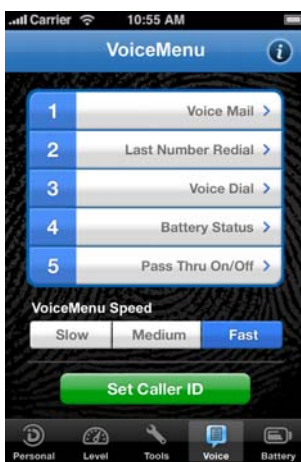 Carrier 10:55 AM
VoiceMenu i
1 Voice Mail >
2 Last Number Redial >
3 Voice Dial >
4 Battery Status >
5 Pass Thru On/Off >
VoiceMenu Speed
Slow Medium Fast
Set Caller ID
Personal Level Tools Voice Battery